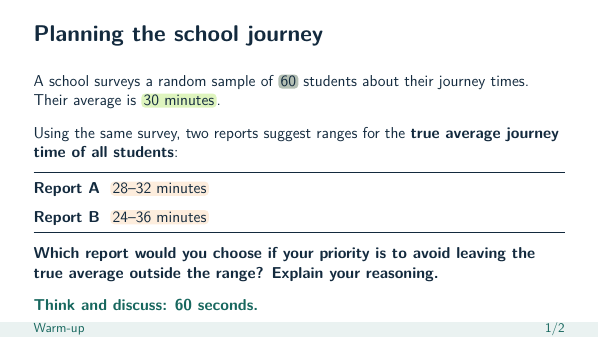 Planning the school journey
A school surveys a random sample of 60 students about their journey times.
Their average is 30 minutes.
Using the same survey, two reports suggest ranges for the true average journey
time of all students:
Report A 28–32 minutes
Report B 24–36 minutes
Which report would you choose if your priority is to avoid leaving the
true average outside the range? Explain your reasoning.
Think and discuss: 60 seconds.
Warm-up 1/2